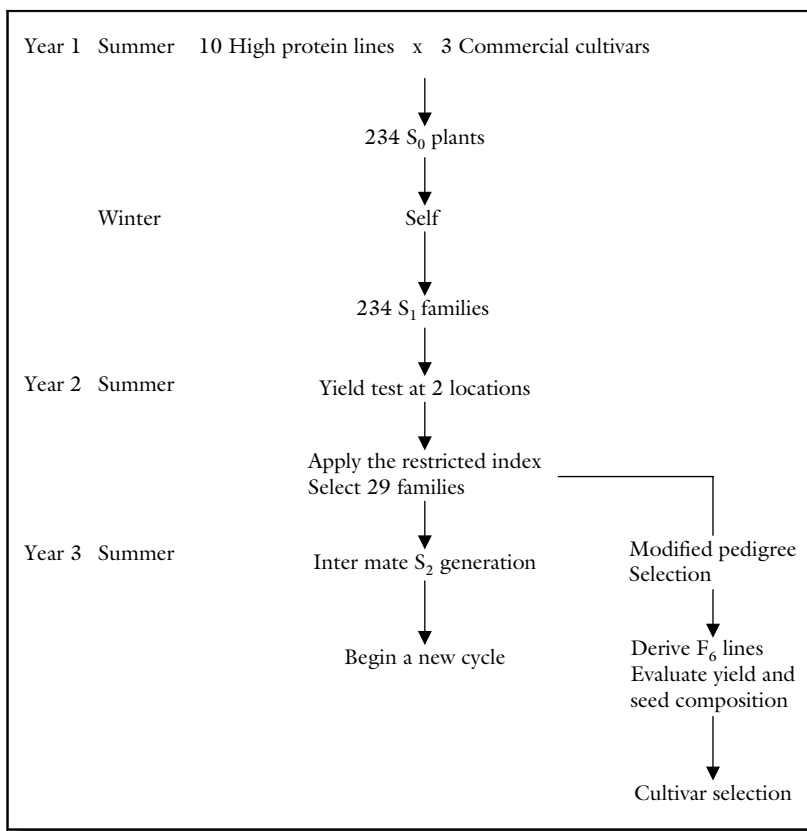 Year 1 Summer 10 High protein lines x 3 Commercial cultivars
234 S₀ plants
Winter Self
234 S₁ families
Year 2 Summer Yield test at 2 locations
Apply the restricted index
Select 29 families
Year 3 Summer Inter mate S₂ generation
Begin a new cycle
Modified pedigree
Selection
Derive F₆ lines
Evaluate yield and
seed composition
Cultivar selection